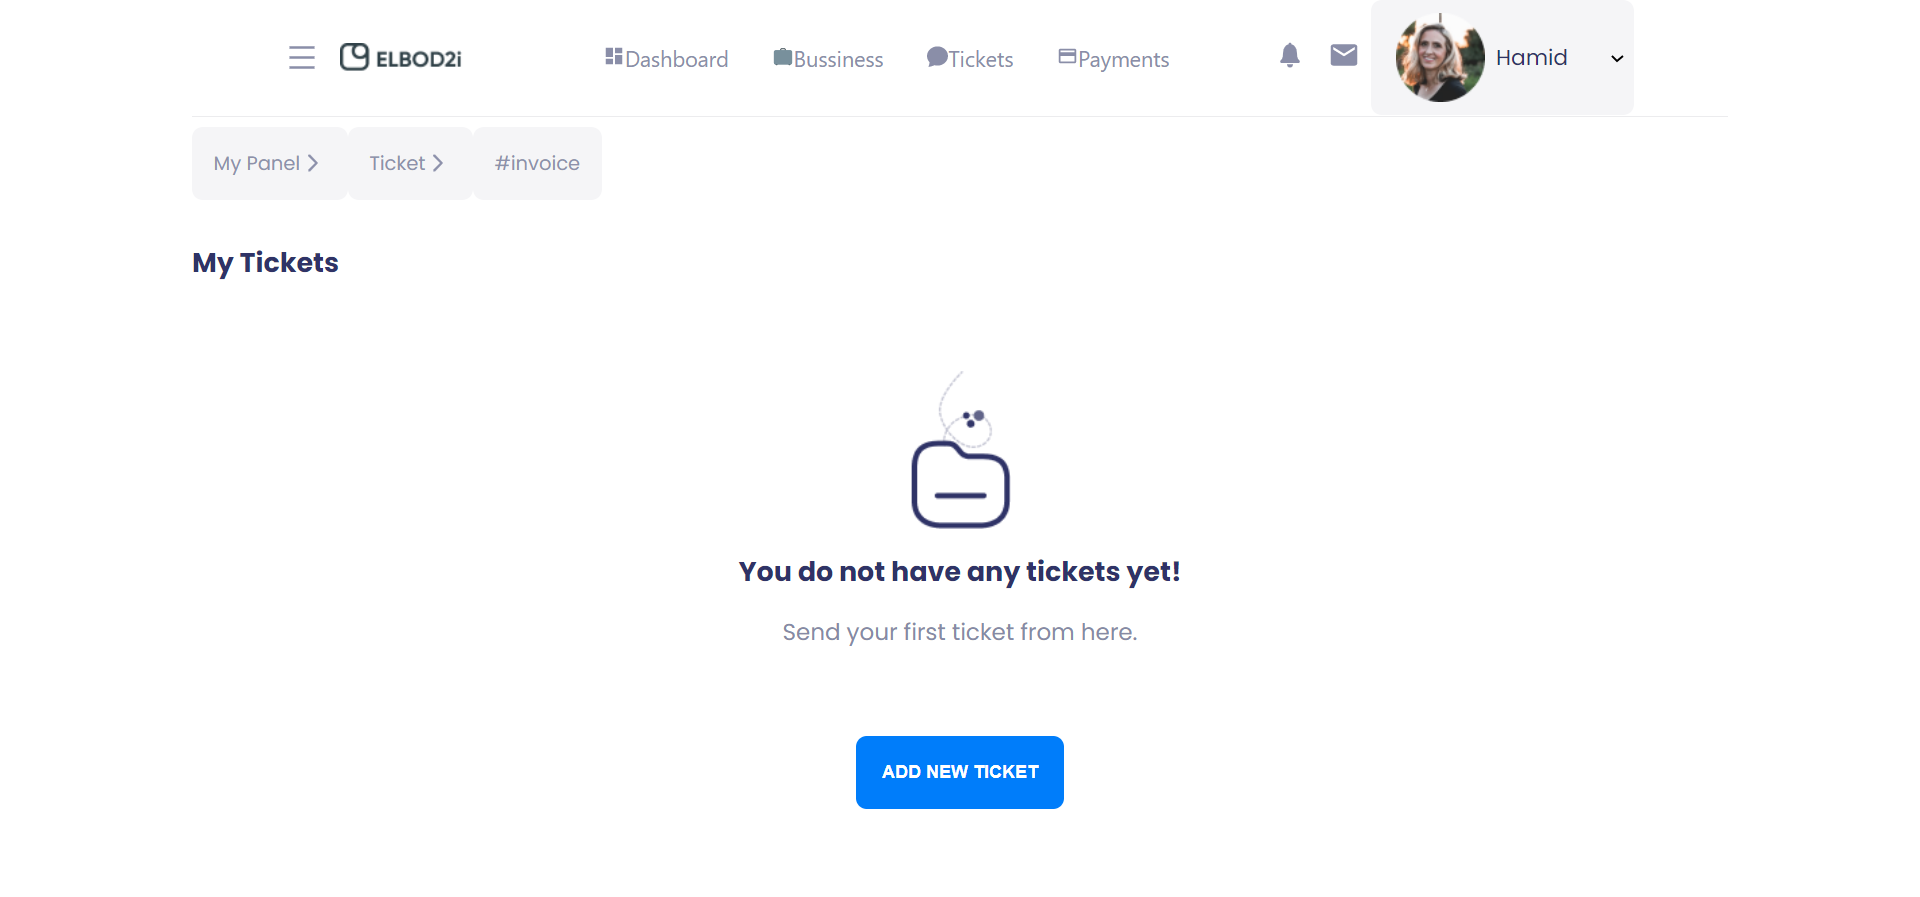 ELBOD2i Dashboard Bussiness Tickets Payments Hamid
My Panel Ticket #invoice
My Tickets
You do not have any tickets yet!
Send your first ticket from here.
ADD NEW TICKET